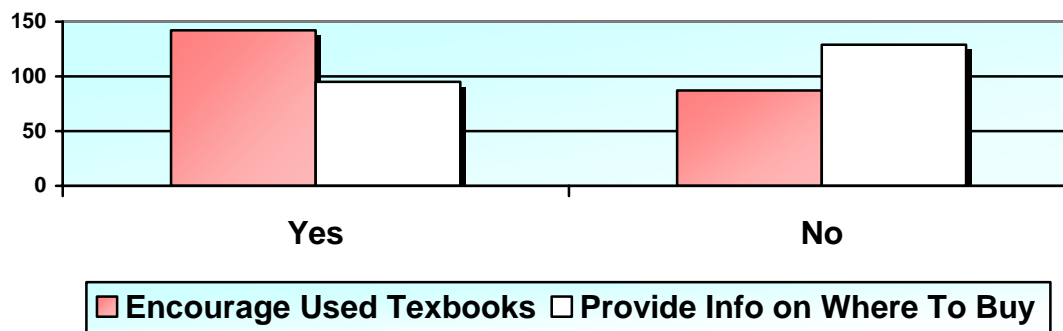 150
100
50
0
Yes No
Encourage Used Texbooks Provide Info on Where To Buy